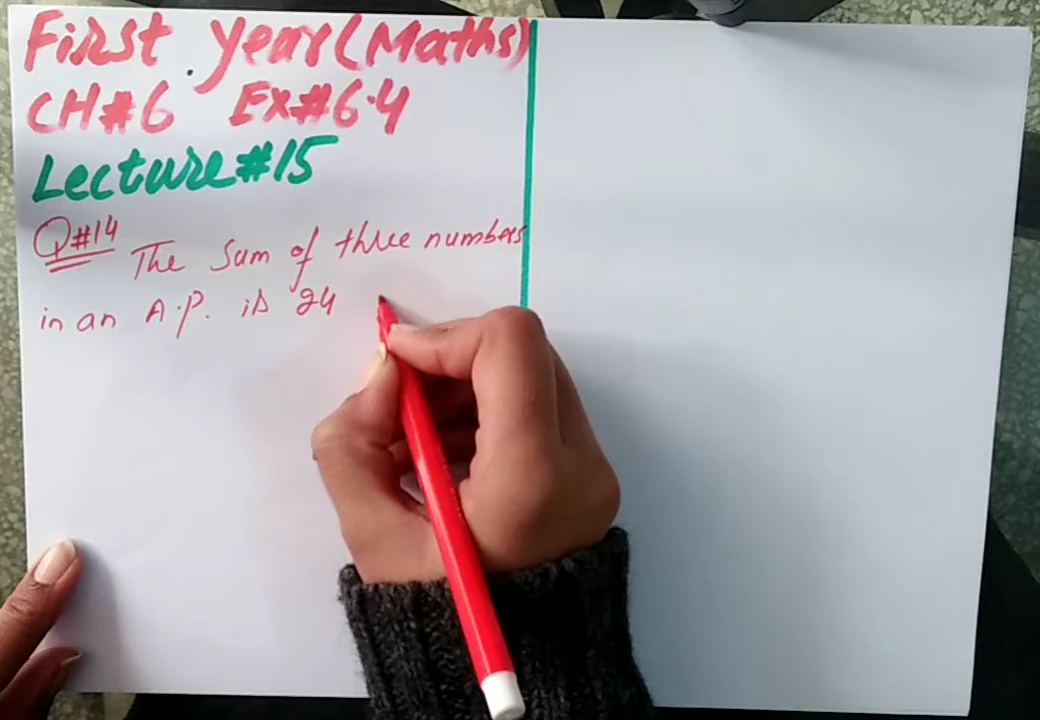 First year (Maths)
CH#6 Ex#6.4
Lecture#15
Q#14 The Sum of three numbers
in an A.P. is 24